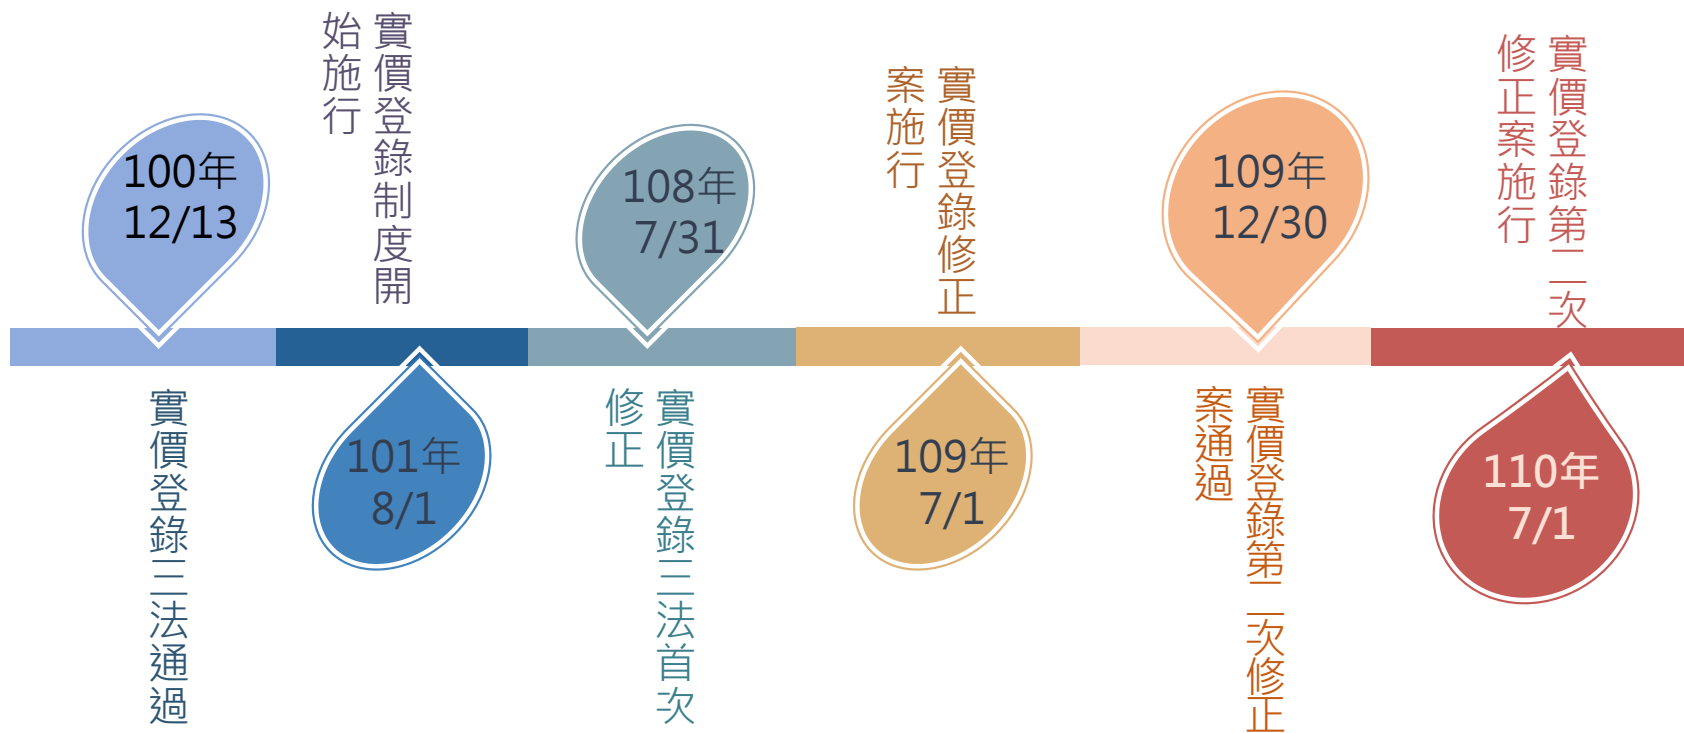 100年
12/13
實價登錄三法通過
實價登錄制度開
始施行
101年
8/1
108年
7/31
實價登錄三法首次
修正
實價登錄修正
案施行
109年
7/1
109年
12/30
實價登錄第二次修正
案通過
實價登錄第二次
修正案施行
110年
7/1